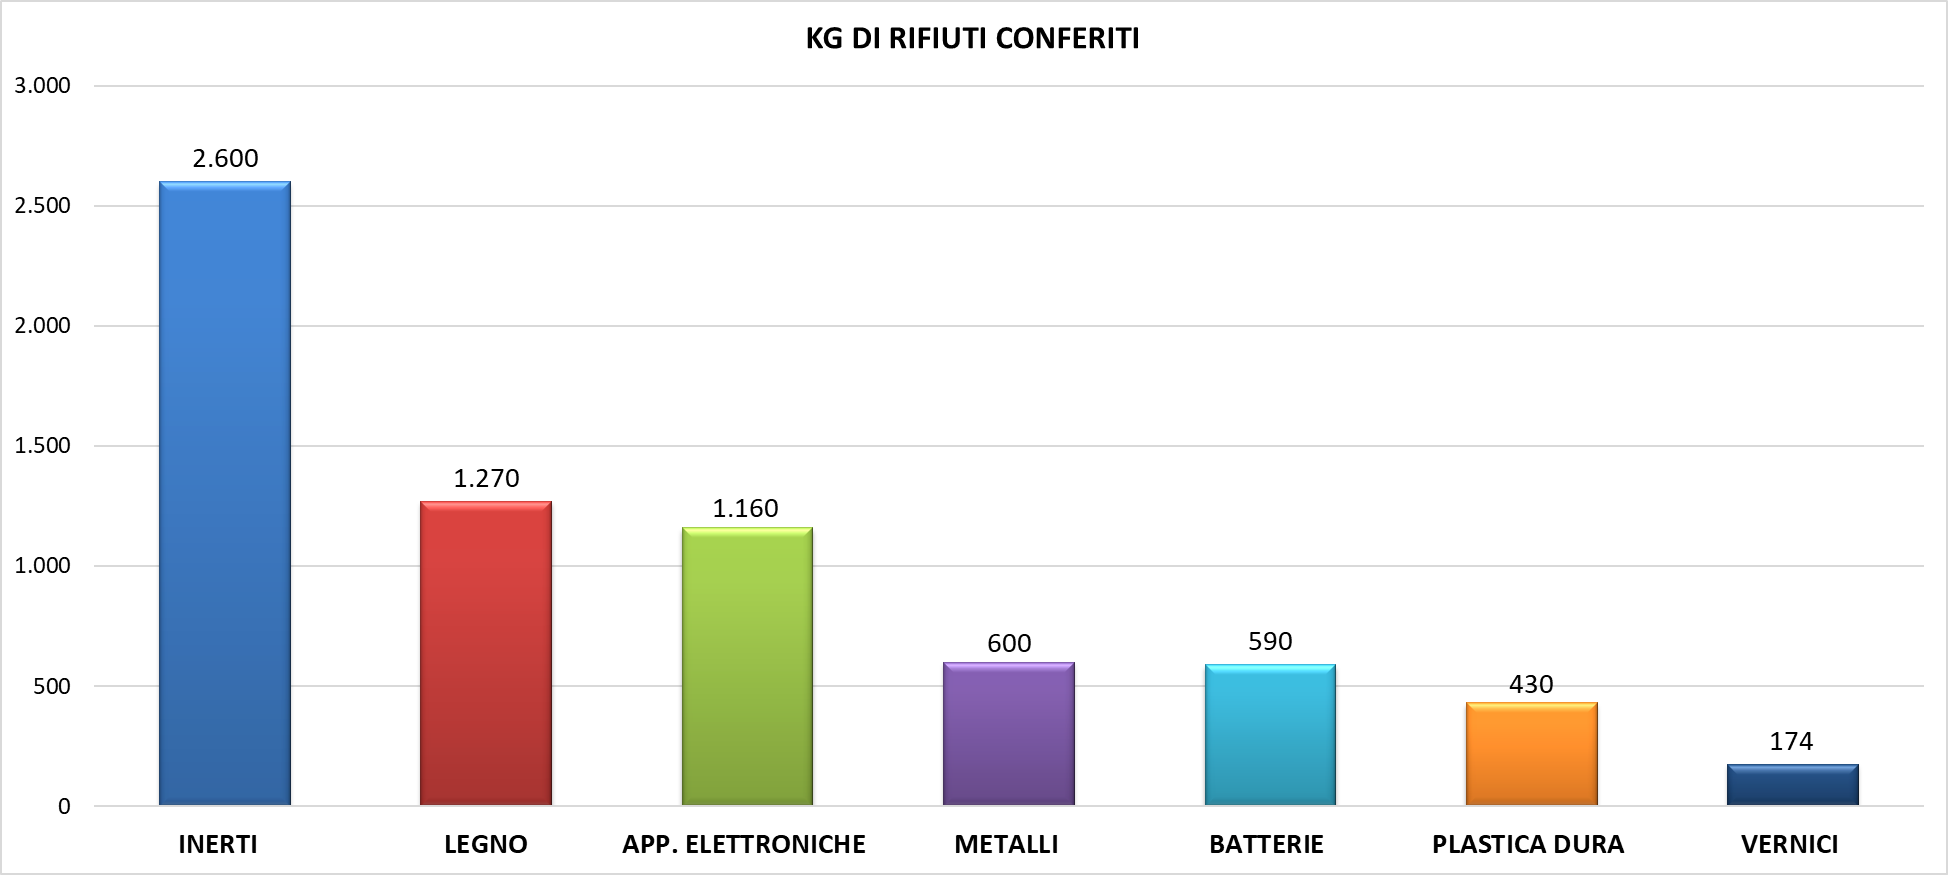 KG DI RIFIUTI CONFERITI
3.000
2.500
2.000
1.500
1.000
500
0
2.600
1.270
1.160
600
590
430
174
INERTI
LEGNO
APP. ELETTRONICHE
METALLI
BATTERIE
PLASTICA DURA
VERNICI